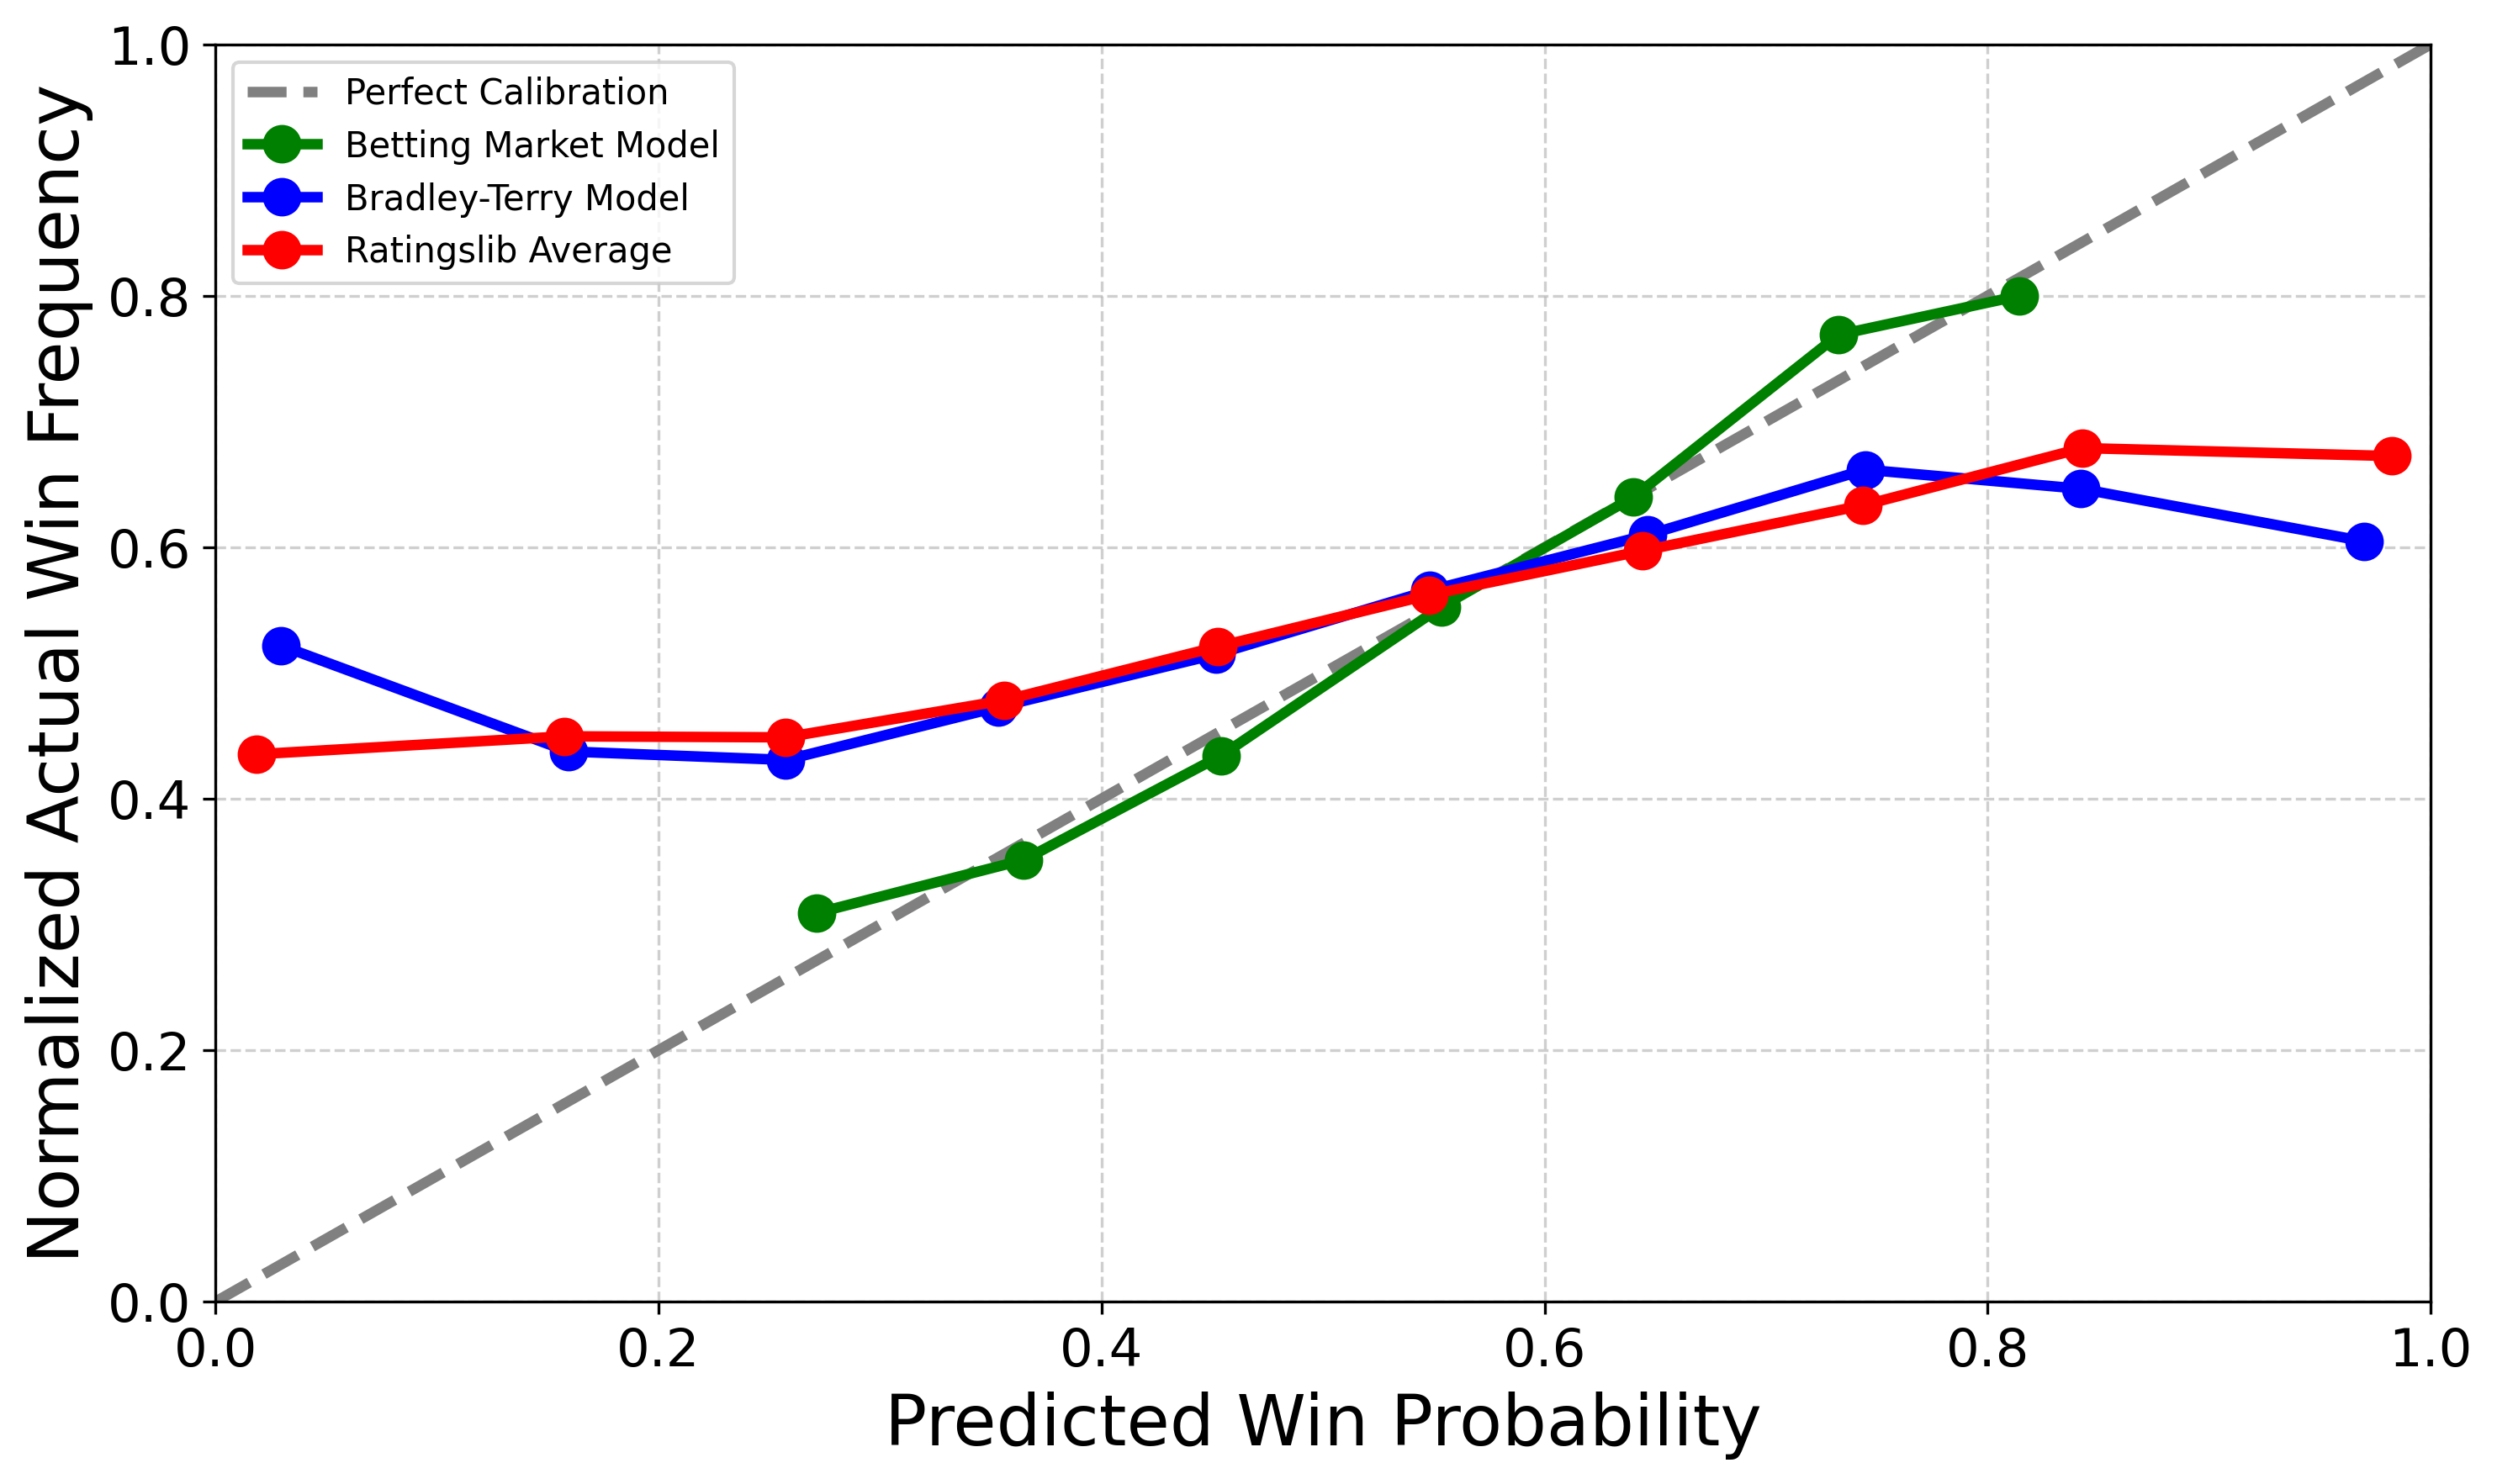 Normalized Actual Win Frequency
1.0
0.8
0.6
0.4
0.2
0.0
Perfect Calibration
Betting Market Model
Bradley-Terry Model
Ratingslib Average
0.0 0.2 0.4 0.6 0.8 1.0
Predicted Win Probability